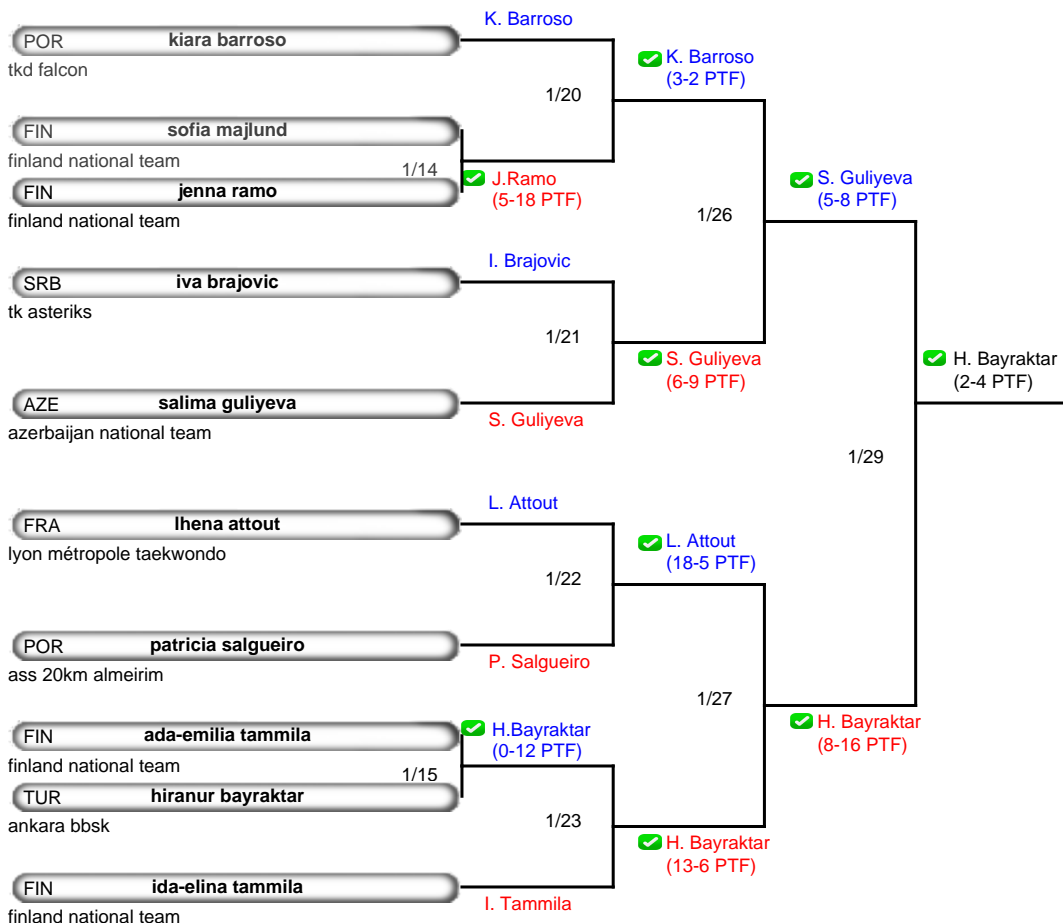 K. Barroso
POR kiara barroso
tkd falcon
K. Barroso
(3-2 PTF)
1/20
FIN sofia majlund
finland national team
1/14
J.Ramo
(5-18 PTF)
FIN jenna ramo
finland national team
S. Guliyeva
(5-8 PTF)
1/26
I. Brajovic
SRB iva brajovic
tk asteriks
1/21
S. Guliyeva
(6-9 PTF)
H. Bayraktar
(2-4 PTF)
AZE salima guliyeva
azerbaijan national team
S. Guliyeva
1/29
L. Attout
FRA lhena attout
lyon métropole taekwondo
L. Attout
(18-5 PTF)
1/22
POR patricia salgueiro
ass 20km almeirim
P. Salgueiro
1/27
H. Bayraktar
(8-16 PTF)
FIN ada-emilia tammila
finland national team
H.Bayraktar
(0-12 PTF)
1/15
TUR hiranur bayraktar
ankara bbsk
1/23
H. Bayraktar
(13-6 PTF)
FIN ida-elina tammila
finland national team
I. Tammila